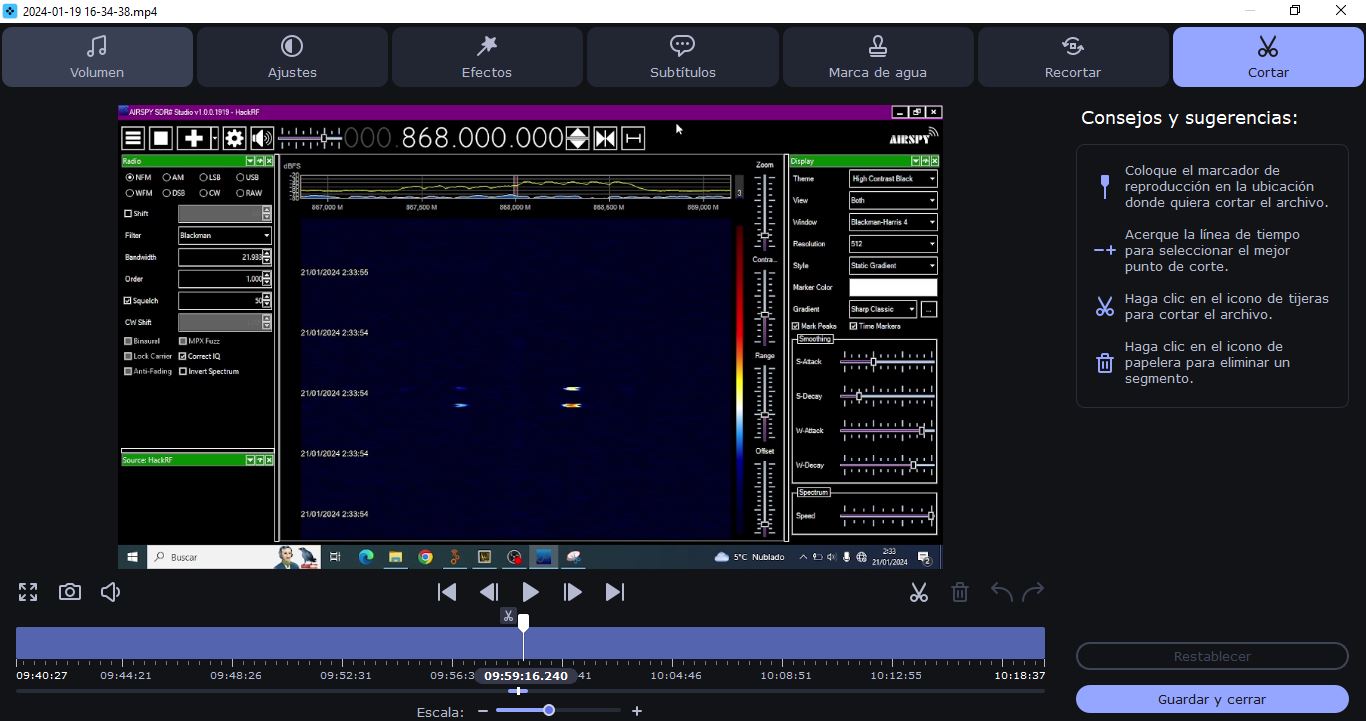 2024-01-19 16-34-38.mp4
Volumen
Ajustes
Efectos
Subtítulos
Marca de agua
Recortar
Cortar
AIRSPY SDR# Studio v1.0.0.1919 - HackRF
000.868.000.000
AIRSPY
Radio
NFM AM LSB USB
WFM DSB CW RAW
Shift
Filter Blackman
Bandwidth 21.933
Order 1,000
Squelch 50
CW Shift
Binaural MPX Fuzz
Lock Carrier Correct IQ
Anti-Fading Invert Spectrum
Source: HackRF
dBFS
3
867,000 M 867,500 M 868,000 M 868,500 M 869,000 M
21/01/2024 2:33:55
21/01/2024 2:33:54
21/01/2024 2:33:54
21/01/2024 2:33:54
21/01/2024 2:33:54
Zoom
Contra...
Range
Offset
Display
Theme High Contrast Black
View Both
Window Blackman-Harris 4
Resolution 512
Style Static Gradient
Marker Color
Gradient Sharp Classic ...
Mark Peaks Time Markers
Smoothing
S-Attack
S-Decay
W-Attack
W-Decay
Spectrum
Speed
Buscar
5°C Nublado
2:33
21/01/2024
2
Consejos y sugerencias:
Coloque el marcador de
reproducción en la ubicación
donde quiera cortar el archivo.
Acerque la línea de tiempo
para seleccionar el mejor
punto de corte.
Haga clic en el icono de tijeras
para cortar el archivo.
Haga clic en el icono de
papelera para eliminar un
segmento.
09:40:27 09:44:21 09:48:26 09:52:31 09:56:3 09:59:16.240 41 10:04:46 10:08:51 10:12:55 10:18:37
Escala:
Restablecer
Guardar y cerrar